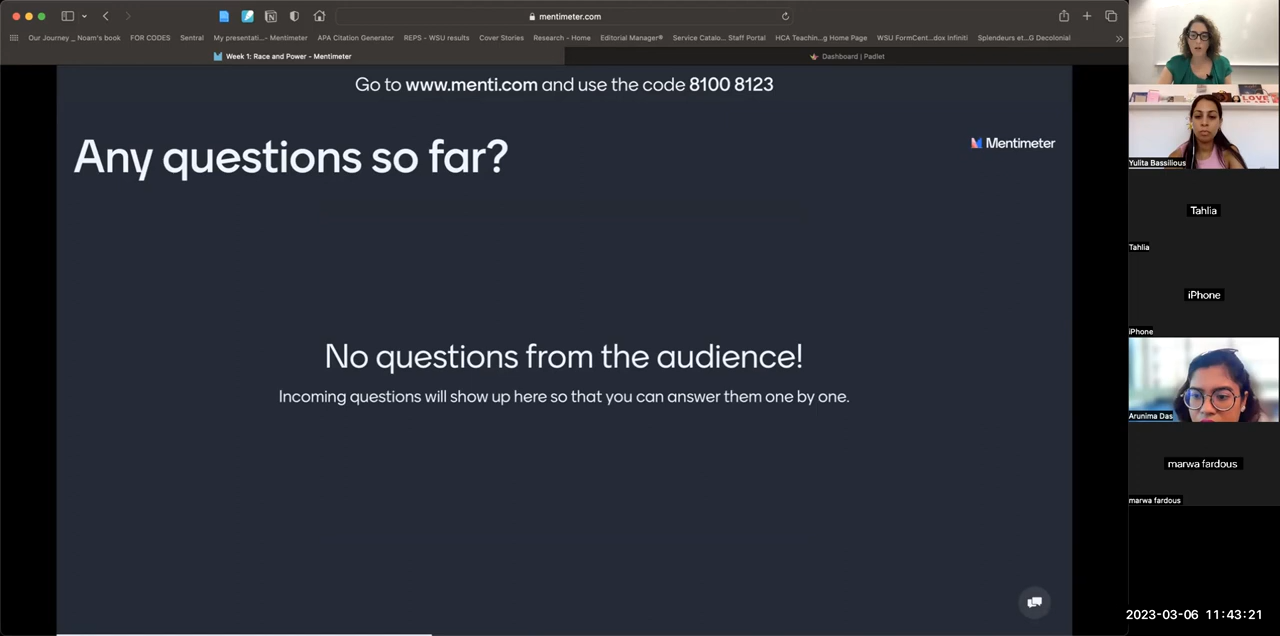 mentimeter.com
Our Journey _ Noam's book
FOR CODES
Sentral
My presentati...- Mentimeter
APA Citation Generator
REPS - WSU results
Cover Stories
Research - Home
Editorial Manager®
Service Catalo... Staff Portal
HCA Teachin...g Home Page
WSU FormCent...dox Infiniti
Splendeurs et...G Decolonial
Week 1: Race and Power - Mentimeter
Dashboard | Padlet
Go to www.menti.com and use the code 8100 8123
Any questions so far?
Mentimeter
No questions from the audience!
Incoming questions will show up here so that you can answer them one by one.
LOVE
Yulita Bassilious
Tahlia
Tahlia
iPhone
iPhone
Arunima Das
marwa fardous
marwa fardous
2023-03-06 11:43:21